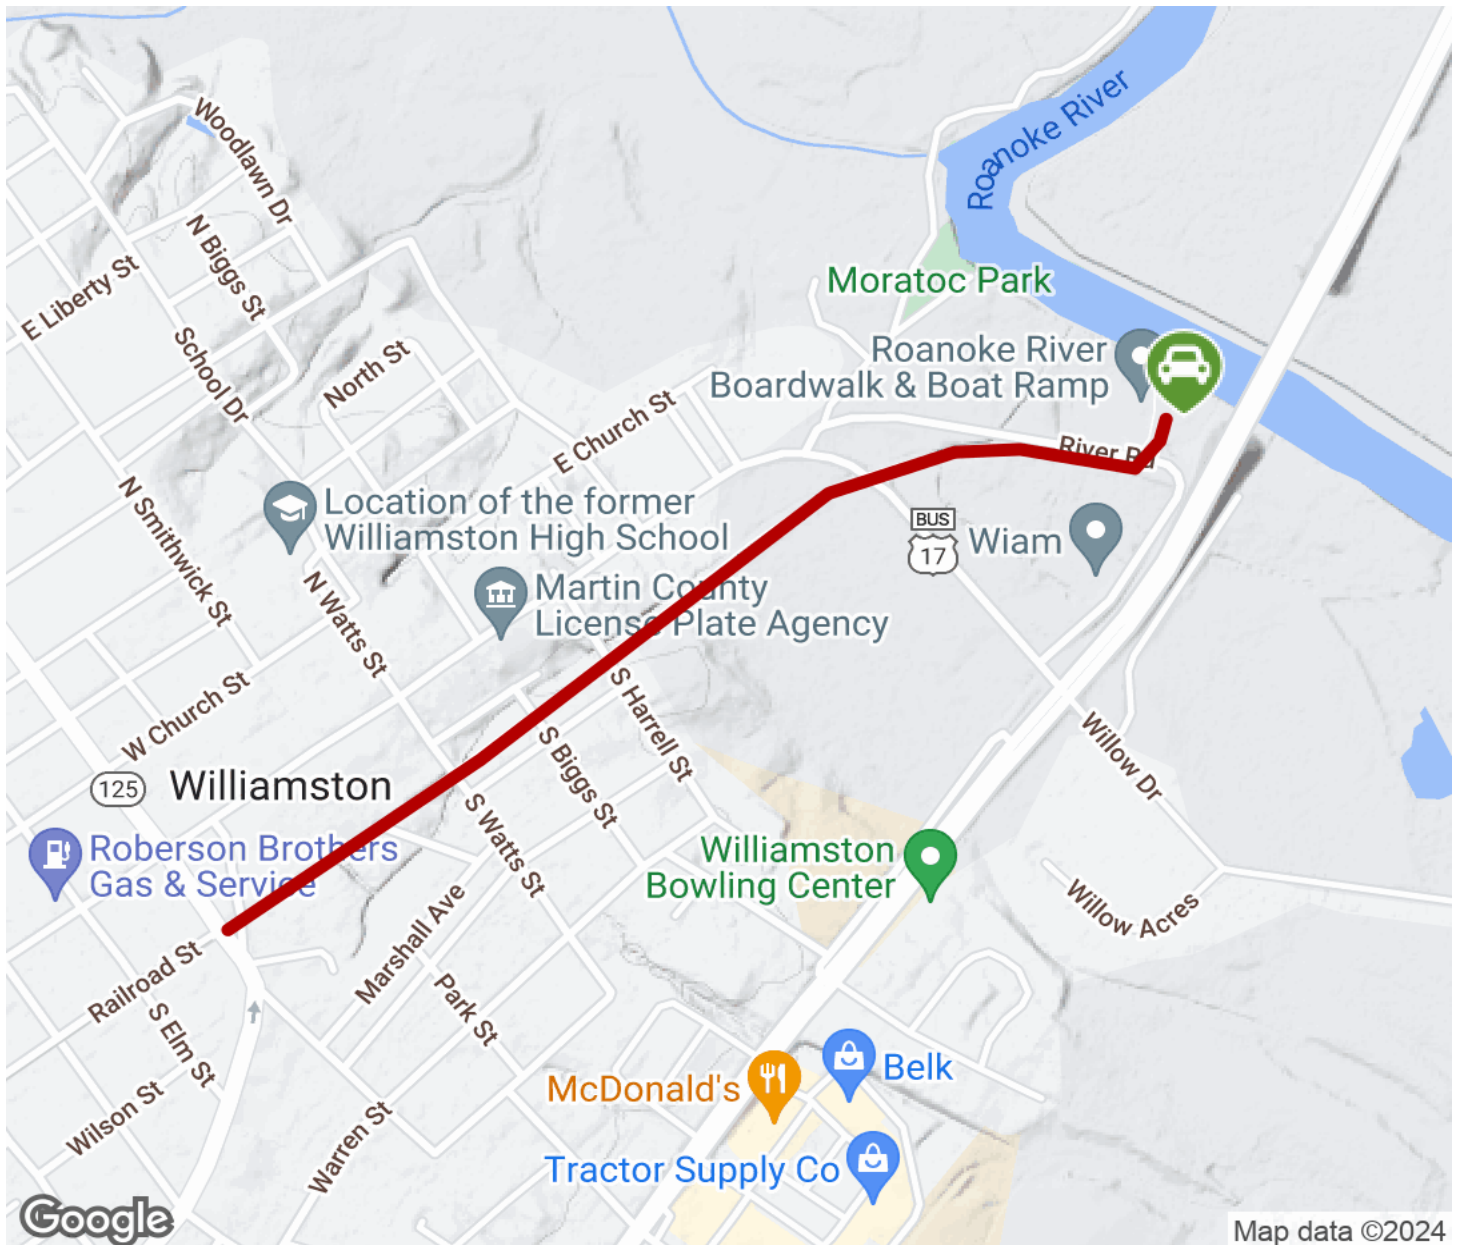 Woodlawn Dr
Roanoke River
N Biggs St
E Liberty St
Moratoc Park
School Dr
North St
Roanoke River
Boardwalk & Boat Ramp
E Church St
River Rd
N Smithwick St
Location of the former
Williamston High School
BUS
17
Wiam
N Watts St
Martin County
License Plate Agency
W Church St
S Harrell St
S Biggs St
Willow Dr
125
Williamston
S Watts St
Roberson Brothers
Gas & Service
Williamston
Bowling Center
Marshall Ave
Willow Acres
Railroad St
Park St
S Elm St
McDonald's
Belk
Wilson St
Warren St
Tractor Supply Co
Google
Map data ©2024